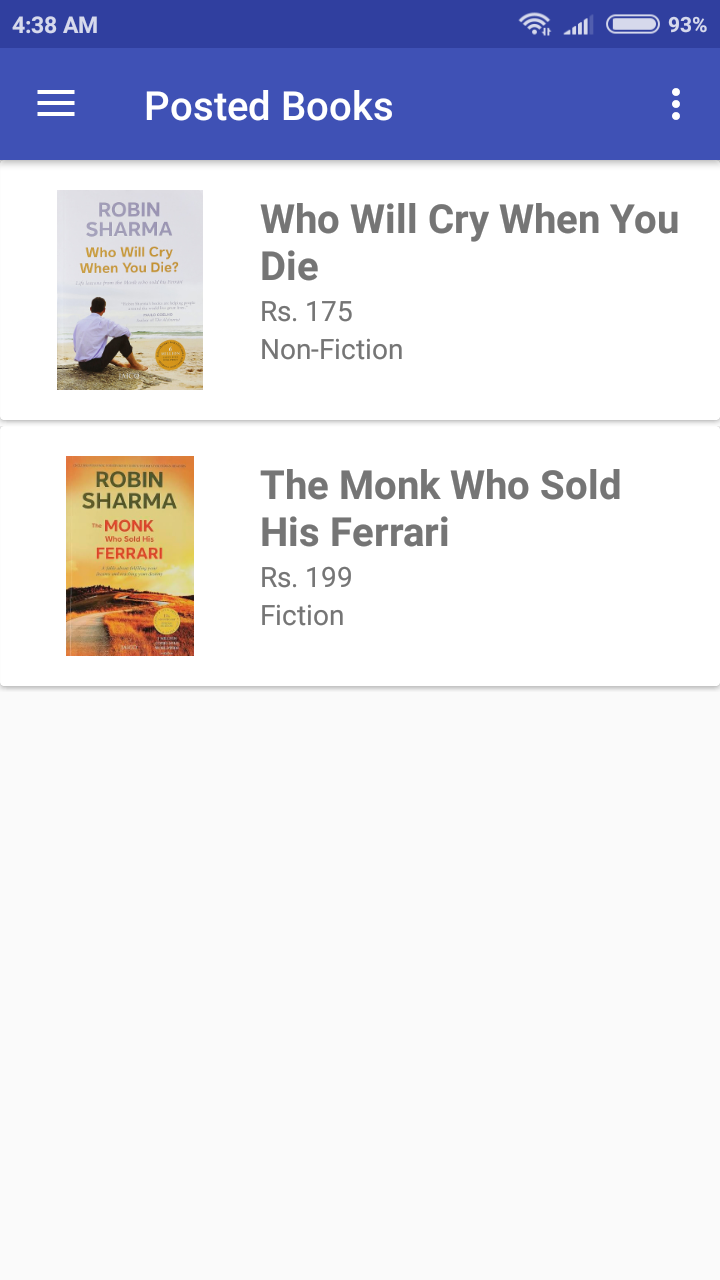 4:38 AM
93%
Posted Books
ROBIN
SHARMA
Who Will Cry
When You Die?
Life lessons from the Monk who sold his Ferrari
Who Will Cry When You
Die
Rs. 175
Non-Fiction
ROBIN
SHARMA
The MONK
Who Sold His
FERRARI
The Monk Who Sold
His Ferrari
Rs. 199
Fiction